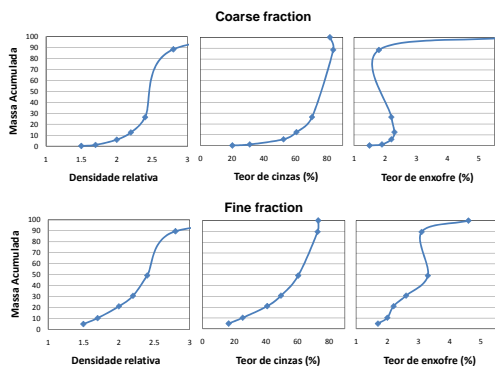 Coarse fraction
Massa Acumulada
100
90
80
70
60
50
40
30
20
10
0
1 1.5 2 2.5 3
Densidade relativa
20 40 60 80
Teor de cinzas (%)
1 2 3 4 5
Teor de enxofre (%)
Fine fraction
Massa Acumulada
100
90
80
70
60
50
40
30
20
10
0
1 1.5 2 2.5 3
Densidade relativa
0 20 40 60 80
Teor de cinzas (%)
1 2 3 4 5
Teor de enxofre (%)